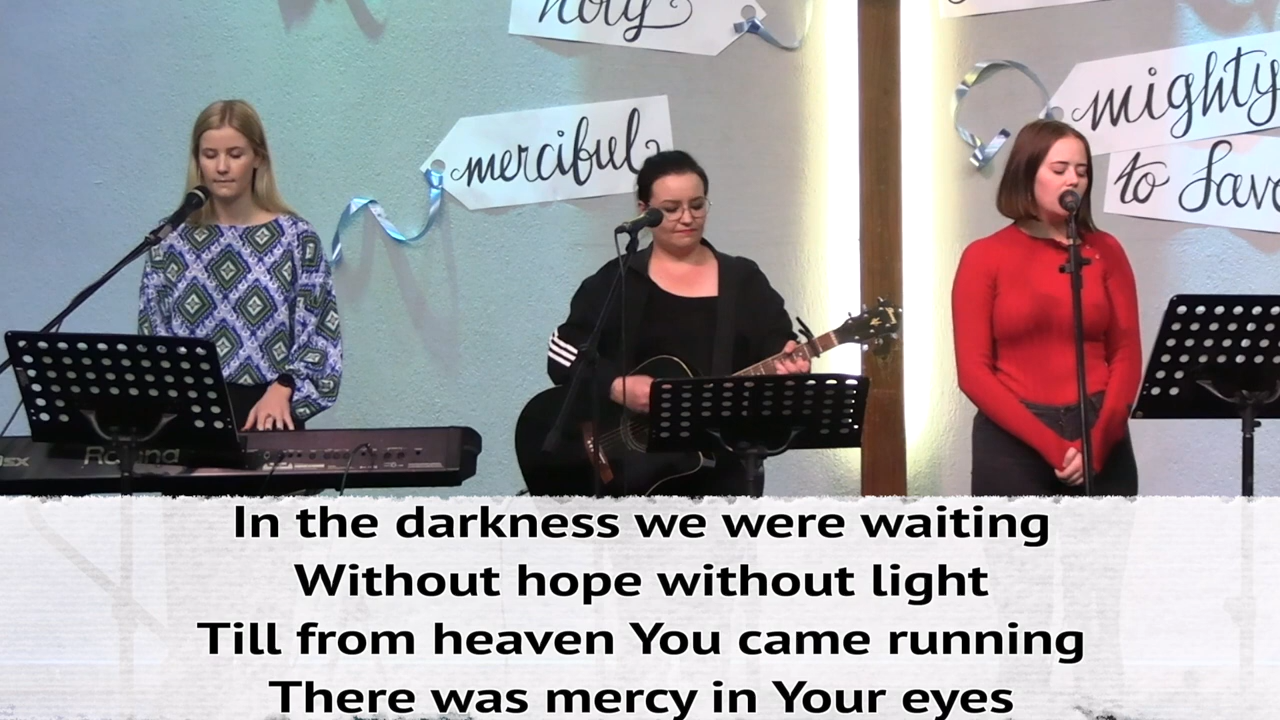 holy
merciful
mighty
to Save
Roland
In the darkness we were waiting
Without hope without light
Till from heaven You came running
There was mercy in Your eyes